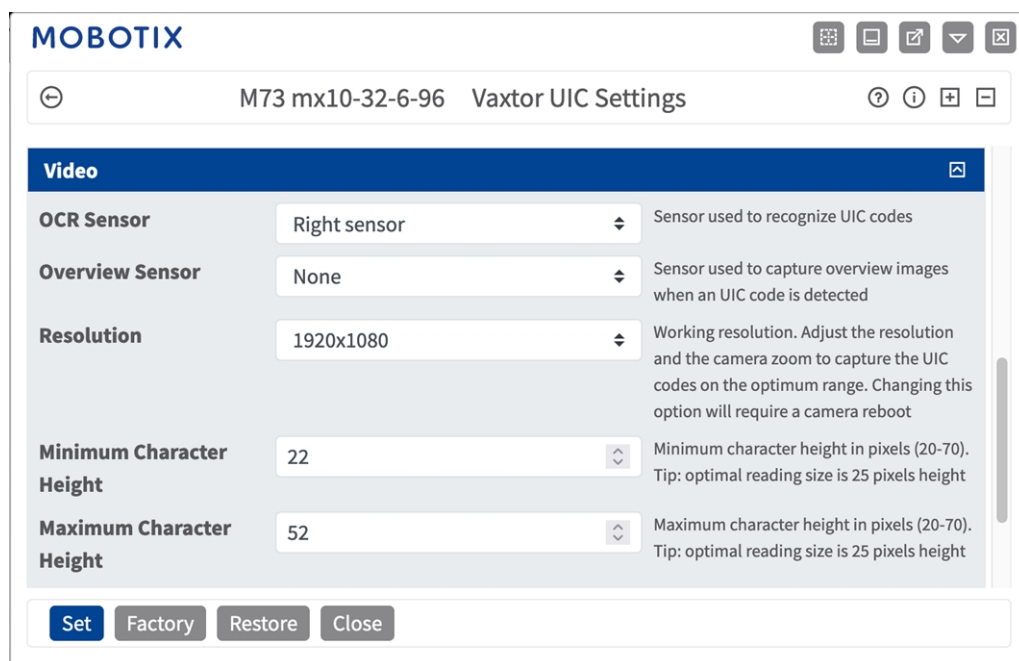 MOBOTIX
M73 mx10-32-6-96 Vaxtor UIC Settings
Video
OCR Sensor
Right sensor
Sensor used to recognize UIC codes
Overview Sensor
None
Sensor used to capture overview images
when an UIC code is detected
Resolution
1920x1080
Working resolution. Adjust the resolution
and the camera zoom to capture the UIC
codes on the optimum range. Changing this
option will require a camera reboot
Minimum Character
Height
22
Minimum character height in pixels (20-70).
Tip: optimal reading size is 25 pixels height
Maximum Character
Height
52
Maximum character height in pixels (20-70).
Tip: optimal reading size is 25 pixels height
Set Factory Restore Close